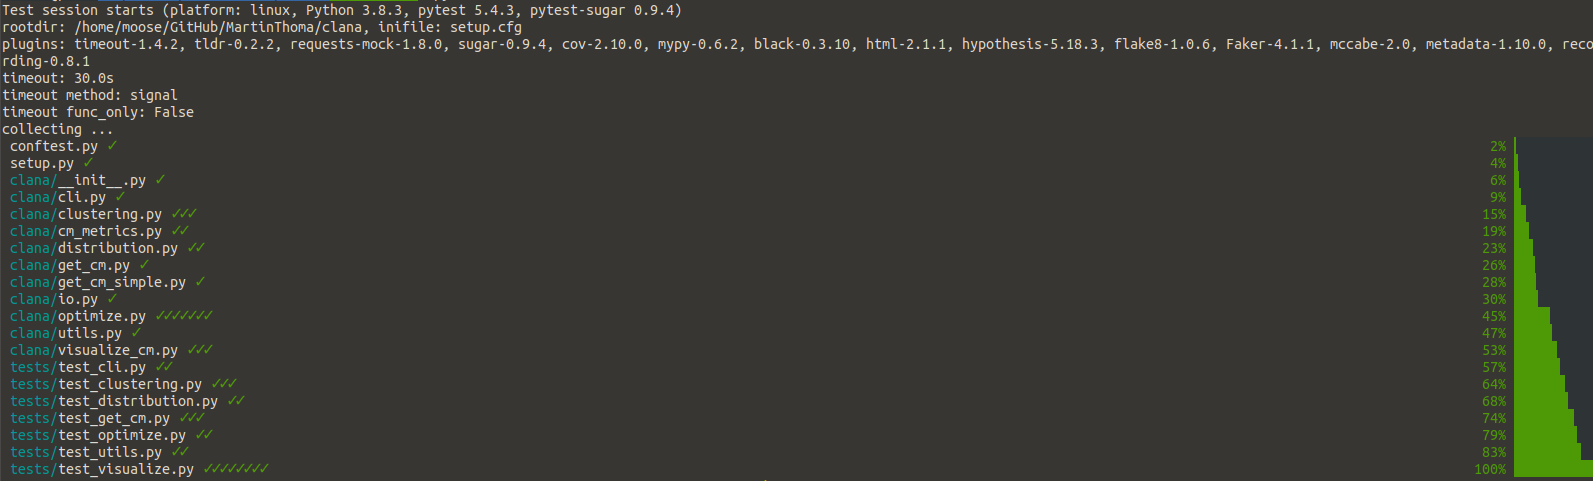 Test session starts (platform: linux, Python 3.8.3, pytest 5.4.3, pytest-sugar 0.9.4)
rootdir: /home/moose/GitHub/MartinThoma/clana, inifile: setup.cfg
plugins: timeout-1.4.2, tldr-0.2.2, requests-mock-1.8.0, sugar-0.9.4, cov-2.10.0, mypy-0.6.2, black-0.3.10, html-2.1.1, hypothesis-5.18.3, flake8-1.0.6, Faker-4.1.1, mccabe-2.0, metadata-1.10.0, reco
rding-0.8.1
timeout: 30.0s
timeout method: signal
timeout func_only: False
collecting ...
conftest.py ✓ 2%
setup.py ✓ 4%
clana/__init__.py ✓ 6%
clana/cli.py ✓ 9%
clana/clustering.py ✓✓✓ 15%
clana/cm_metrics.py ✓✓ 19%
clana/distribution.py ✓✓ 23%
clana/get_cm.py ✓ 26%
clana/get_cm_simple.py ✓ 28%
clana/io.py ✓ 30%
clana/optimize.py ✓✓✓✓✓✓✓ 45%
clana/utils.py ✓ 47%
clana/visualize_cm.py ✓✓✓ 53%
tests/test_cli.py ✓✓ 57%
tests/test_clustering.py ✓✓✓ 64%
tests/test_distribution.py ✓✓ 68%
tests/test_get_cm.py ✓✓✓ 74%
tests/test_optimize.py ✓✓ 79%
tests/test_utils.py ✓✓ 83%
tests/test_visualize.py ✓✓✓✓✓✓✓✓ 100%